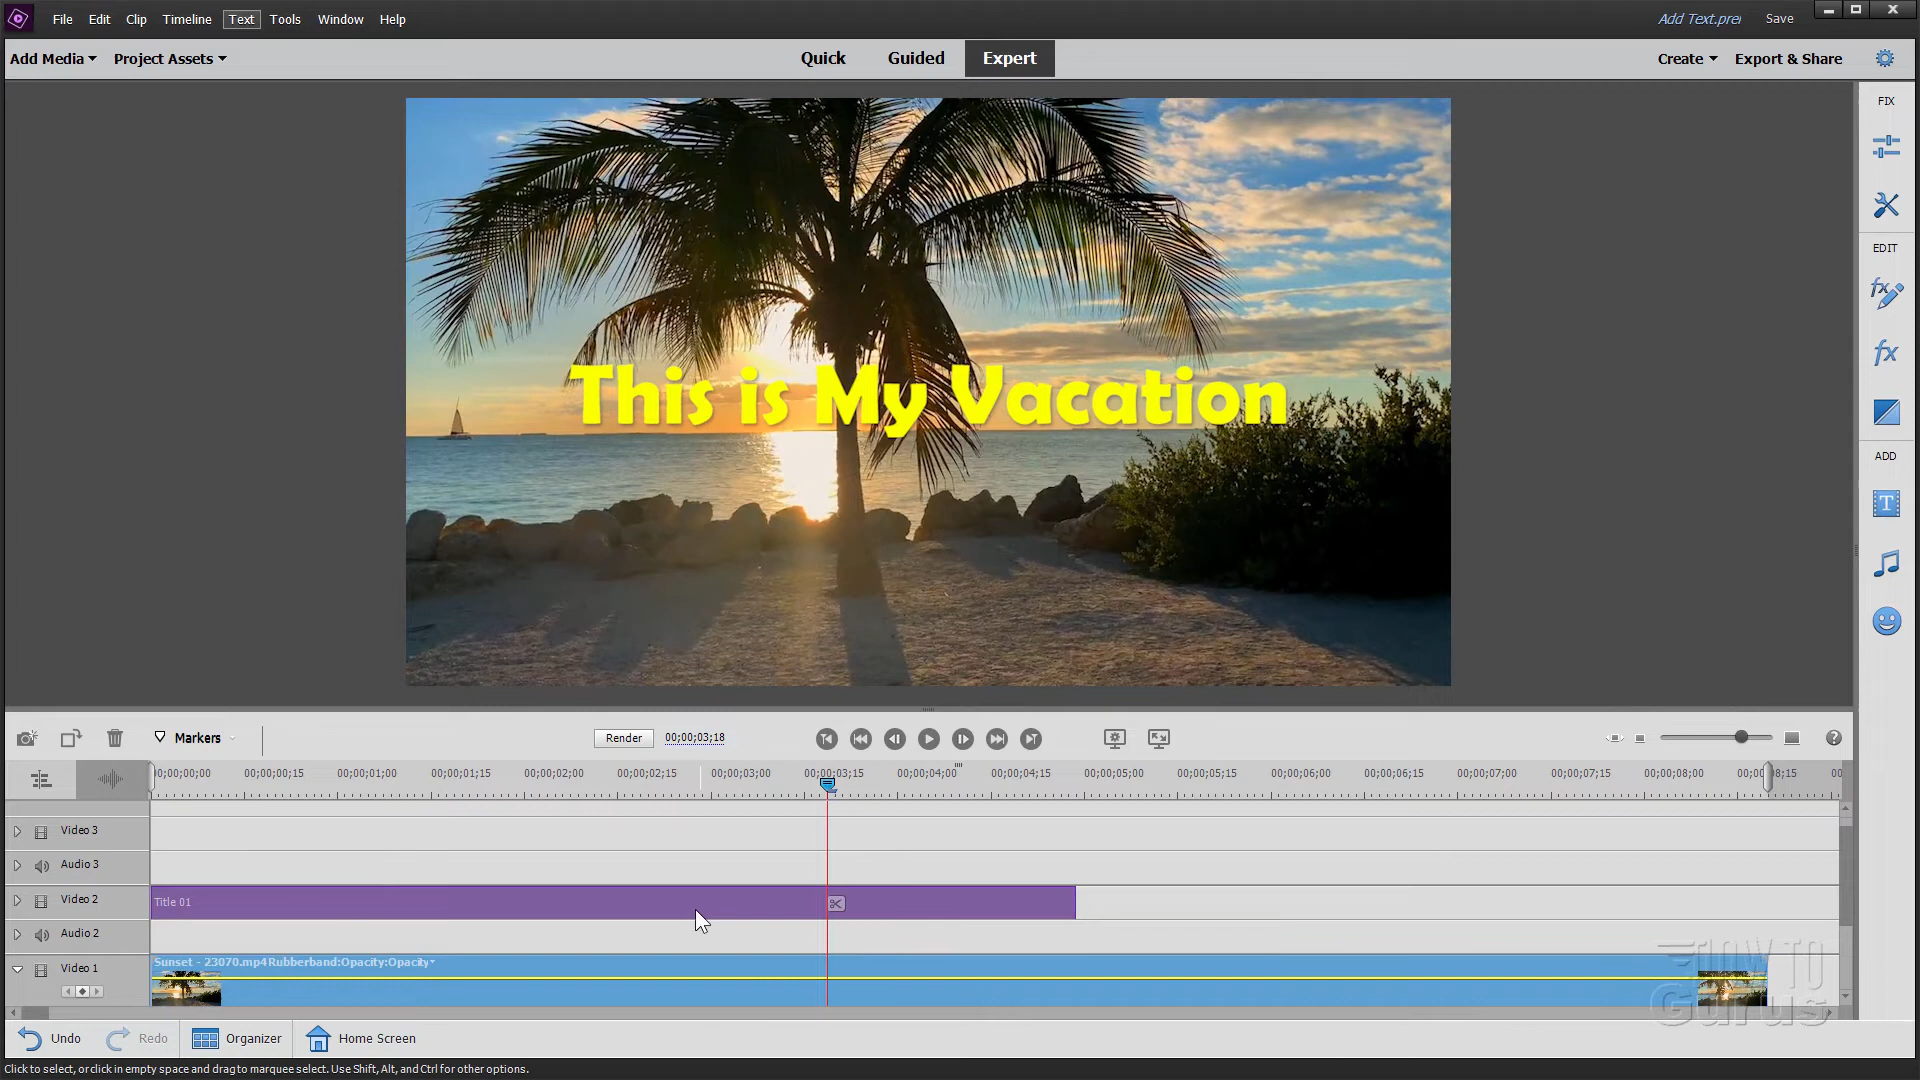 File Edit Clip Timeline Text Tools Window Help
Add Text.prel Save
Add Media Project Assets
Quick Guided Expert
Create Export & Share
FIX
EDIT
ADD
T
This is My Vacation
Markers
Render 00;00;03;18
00;00;00;15 00;00;01;00 00;00;01;15 00;00;02;00 00;00;02;15 00;00;03;00 00;00;03;15 00;00;04;00 00;00;04;15 00;00;05;00 00;00;05;15 00;00;06;00 00;00;06;15 00;00;07;00 00;00;07;15 00;00;08;00
Video 3
Audio 3
Video 2
Title 01
Audio 2
Video 1
Sunset - 23070.mp4 Rubberband:Opacity:Opacity
HOW TO
Gurus
Undo Redo Organizer Home Screen
Click to select, or click in empty space and drag to marquee select. Use Shift, Alt, and Ctrl for other options.